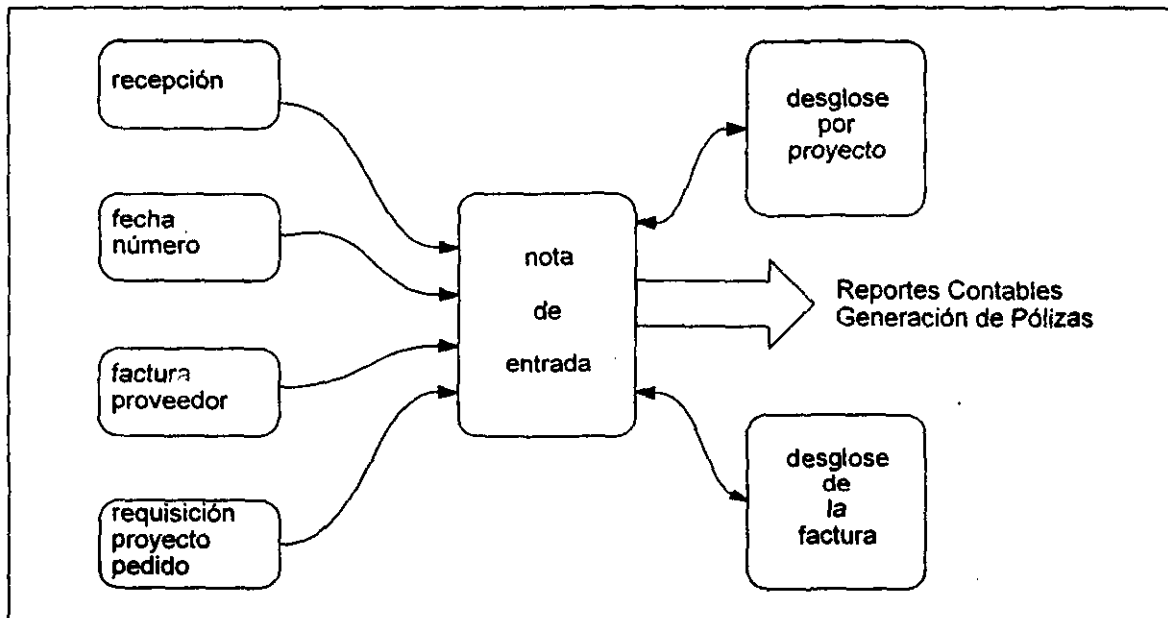 recepción
fecha
número
factura
proveedor
requisición
proyecto
pedido
nota
de
entrada
desglose
por
proyecto
Reportes Contables
Generación de Pólizas
desglose
de
la
factura